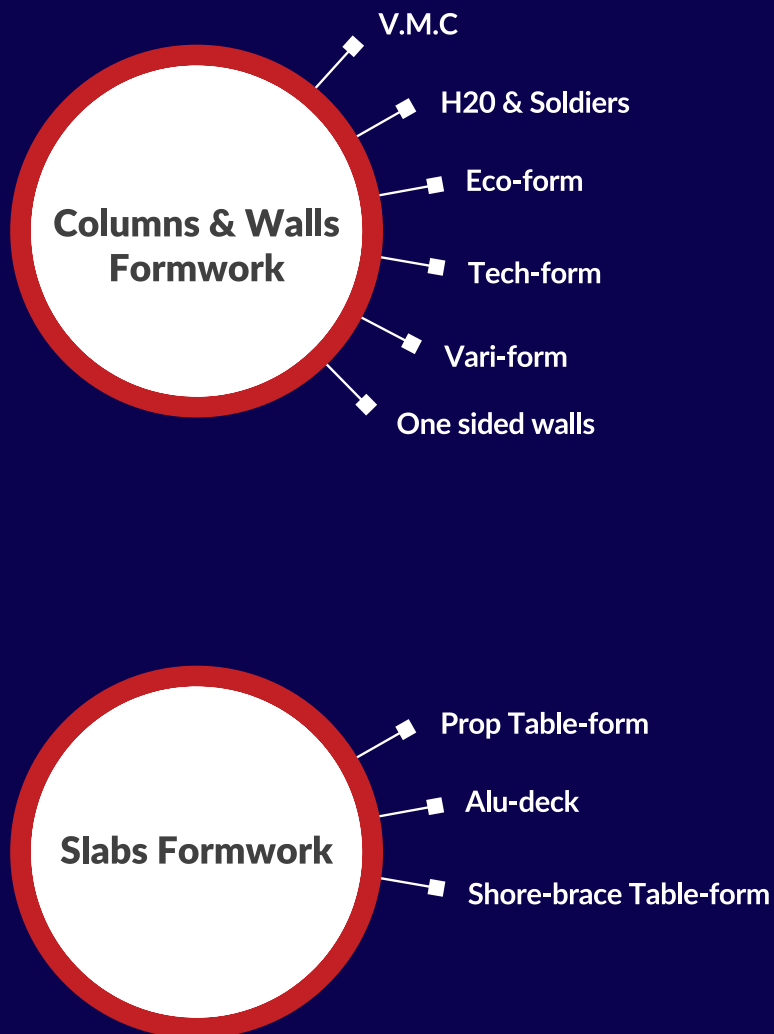 V.M.C
H20 & Soldiers
Eco-form
Columns & Walls
Formwork
Tech-form
Vari-form
One sided walls
Prop Table-form
Alu-deck
Slabs Formwork
Shore-brace Table-form